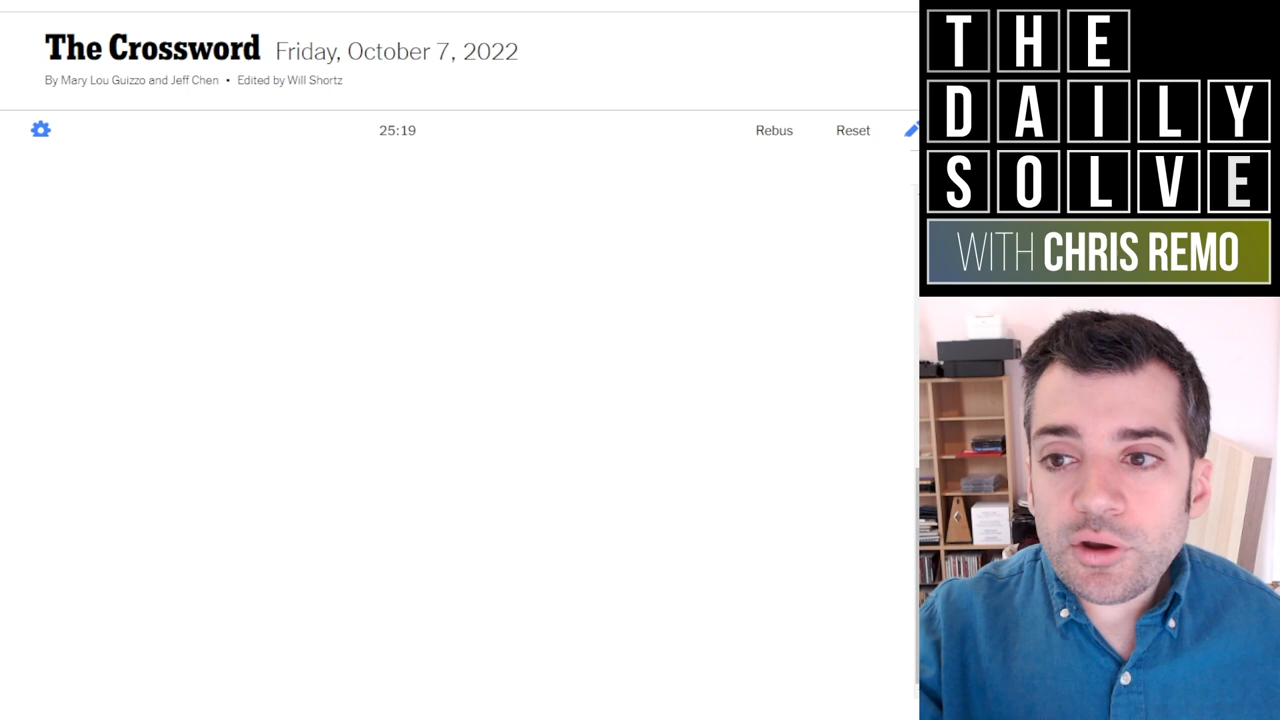 The Crossword Friday, October 7, 2022
By Mary Lou Guizzo and Jeff Chen • Edited by Will Shortz
25:19 Rebus Reset
THE
DAILY
SOLVE
WITH CHRIS REMO